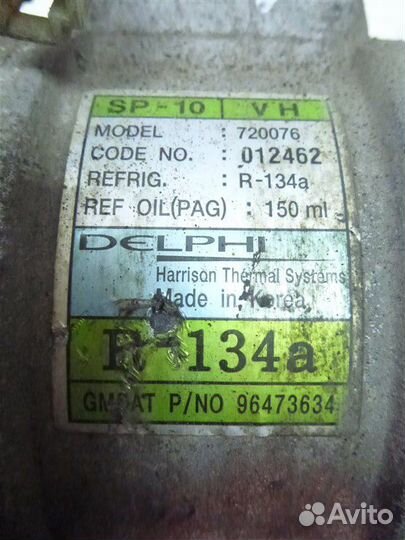 SP-10 VH
MODEL : 720076
CODE NO. : 012462
REFRIG. : R-134a
REF OIL(PAG) : 150 ml
DELPHI
Harrison Thermal Systems
Made in Korea
R-134a
GMDAT P/NO 96473634
Avito